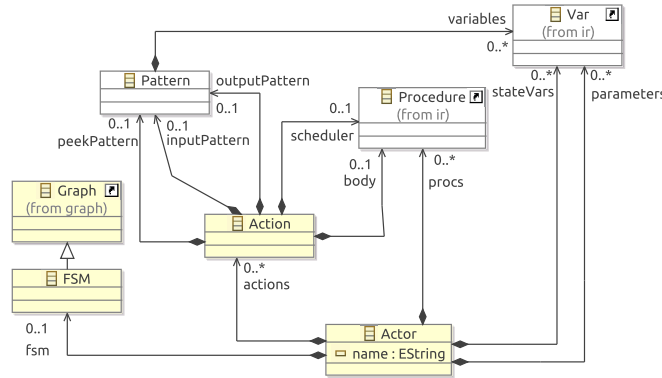 variables
Var
(from ir)
0..*
Pattern
outputPattern
0..1
0..*
0..*
stateVars
parameters
Procedure
(from ir)
0..1
scheduler
0..1
0..1
peekPattern
inputPattern
0..1
body
0..*
procs
Graph
(from graph)
Action
FSM
0..*
actions
0..1
fsm
Actor
name : EString